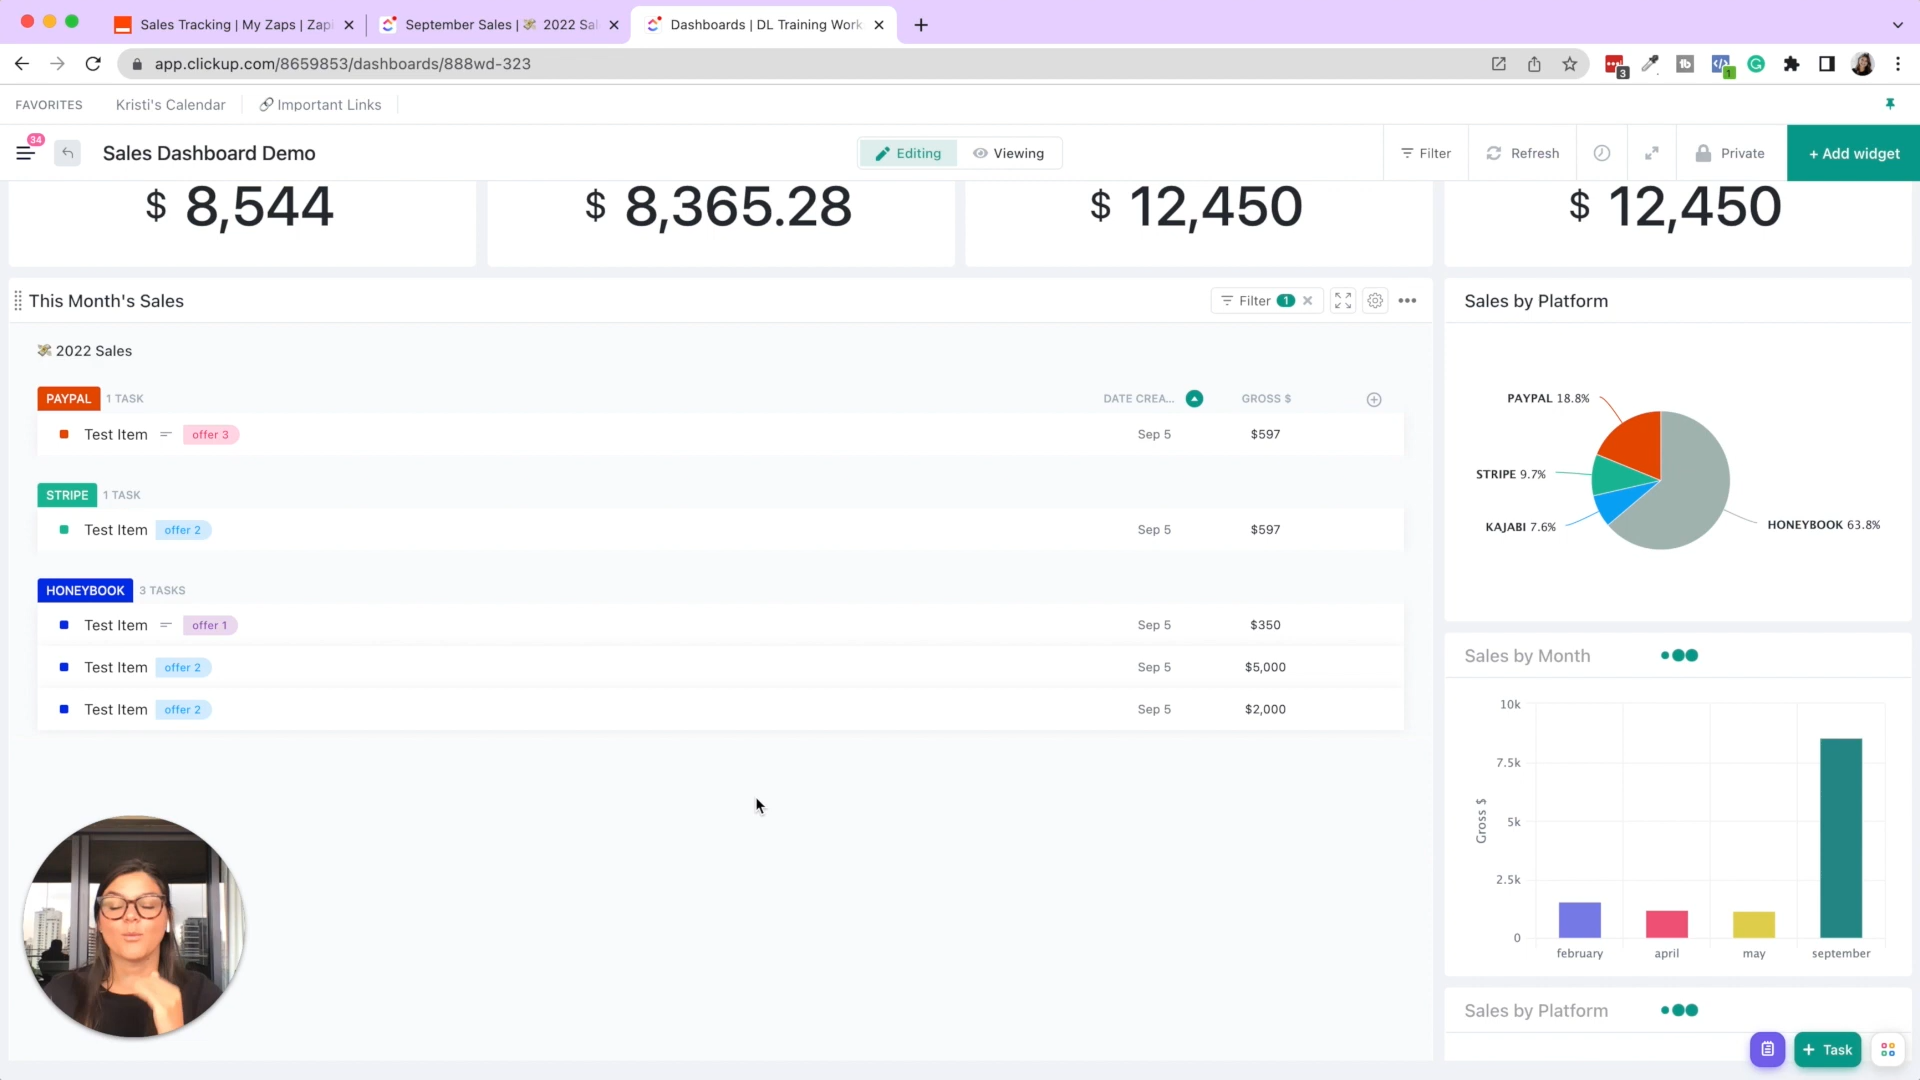 Sales Tracking | My Zaps | Zapi
September Sales | 💸 2022 Sal
Dashboards | DL Training Work
app.clickup.com/8659853/dashboards/888wd-323
3
1
FAVORITES
Kristi's Calendar
Important Links
34
Sales Dashboard Demo
Editing
Viewing
Filter
Refresh
Private
+ Add widget
$ 8,544
$ 8,365.28
$ 12,450
$ 12,450
This Month's Sales
Filter 1
Sales by Platform
💸 2022 Sales
PAYPAL 1 TASK
DATE CREA...
GROSS $
Test Item offer 3 Sep 5 $597
STRIPE 1 TASK
Test Item offer 2 Sep 5 $597
HONEYBOOK 3 TASKS
Test Item offer 1 Sep 5 $350
Test Item offer 2 Sep 5 $5,000
Test Item offer 2 Sep 5 $2,000
PAYPAL 18.8%
STRIPE 9.7%
KAJABI 7.6%
HONEYBOOK 63.8%
Sales by Month
10k
7.5k
5k
2.5k
0
Gross $
february
april
may
september
Sales by Platform
+ Task